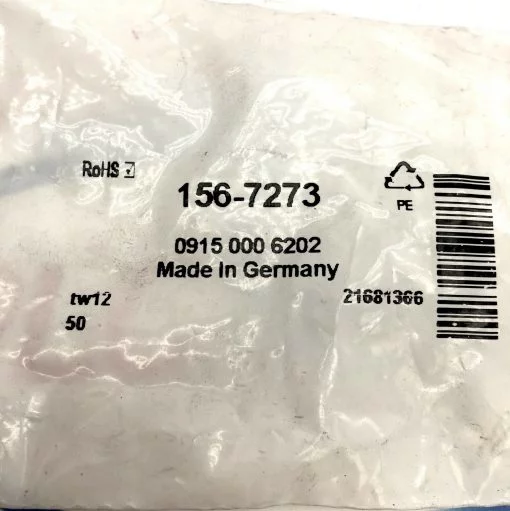 RoHS
156-7273
PE
0915 000 6202
Made In Germany
tw12
21681366
50